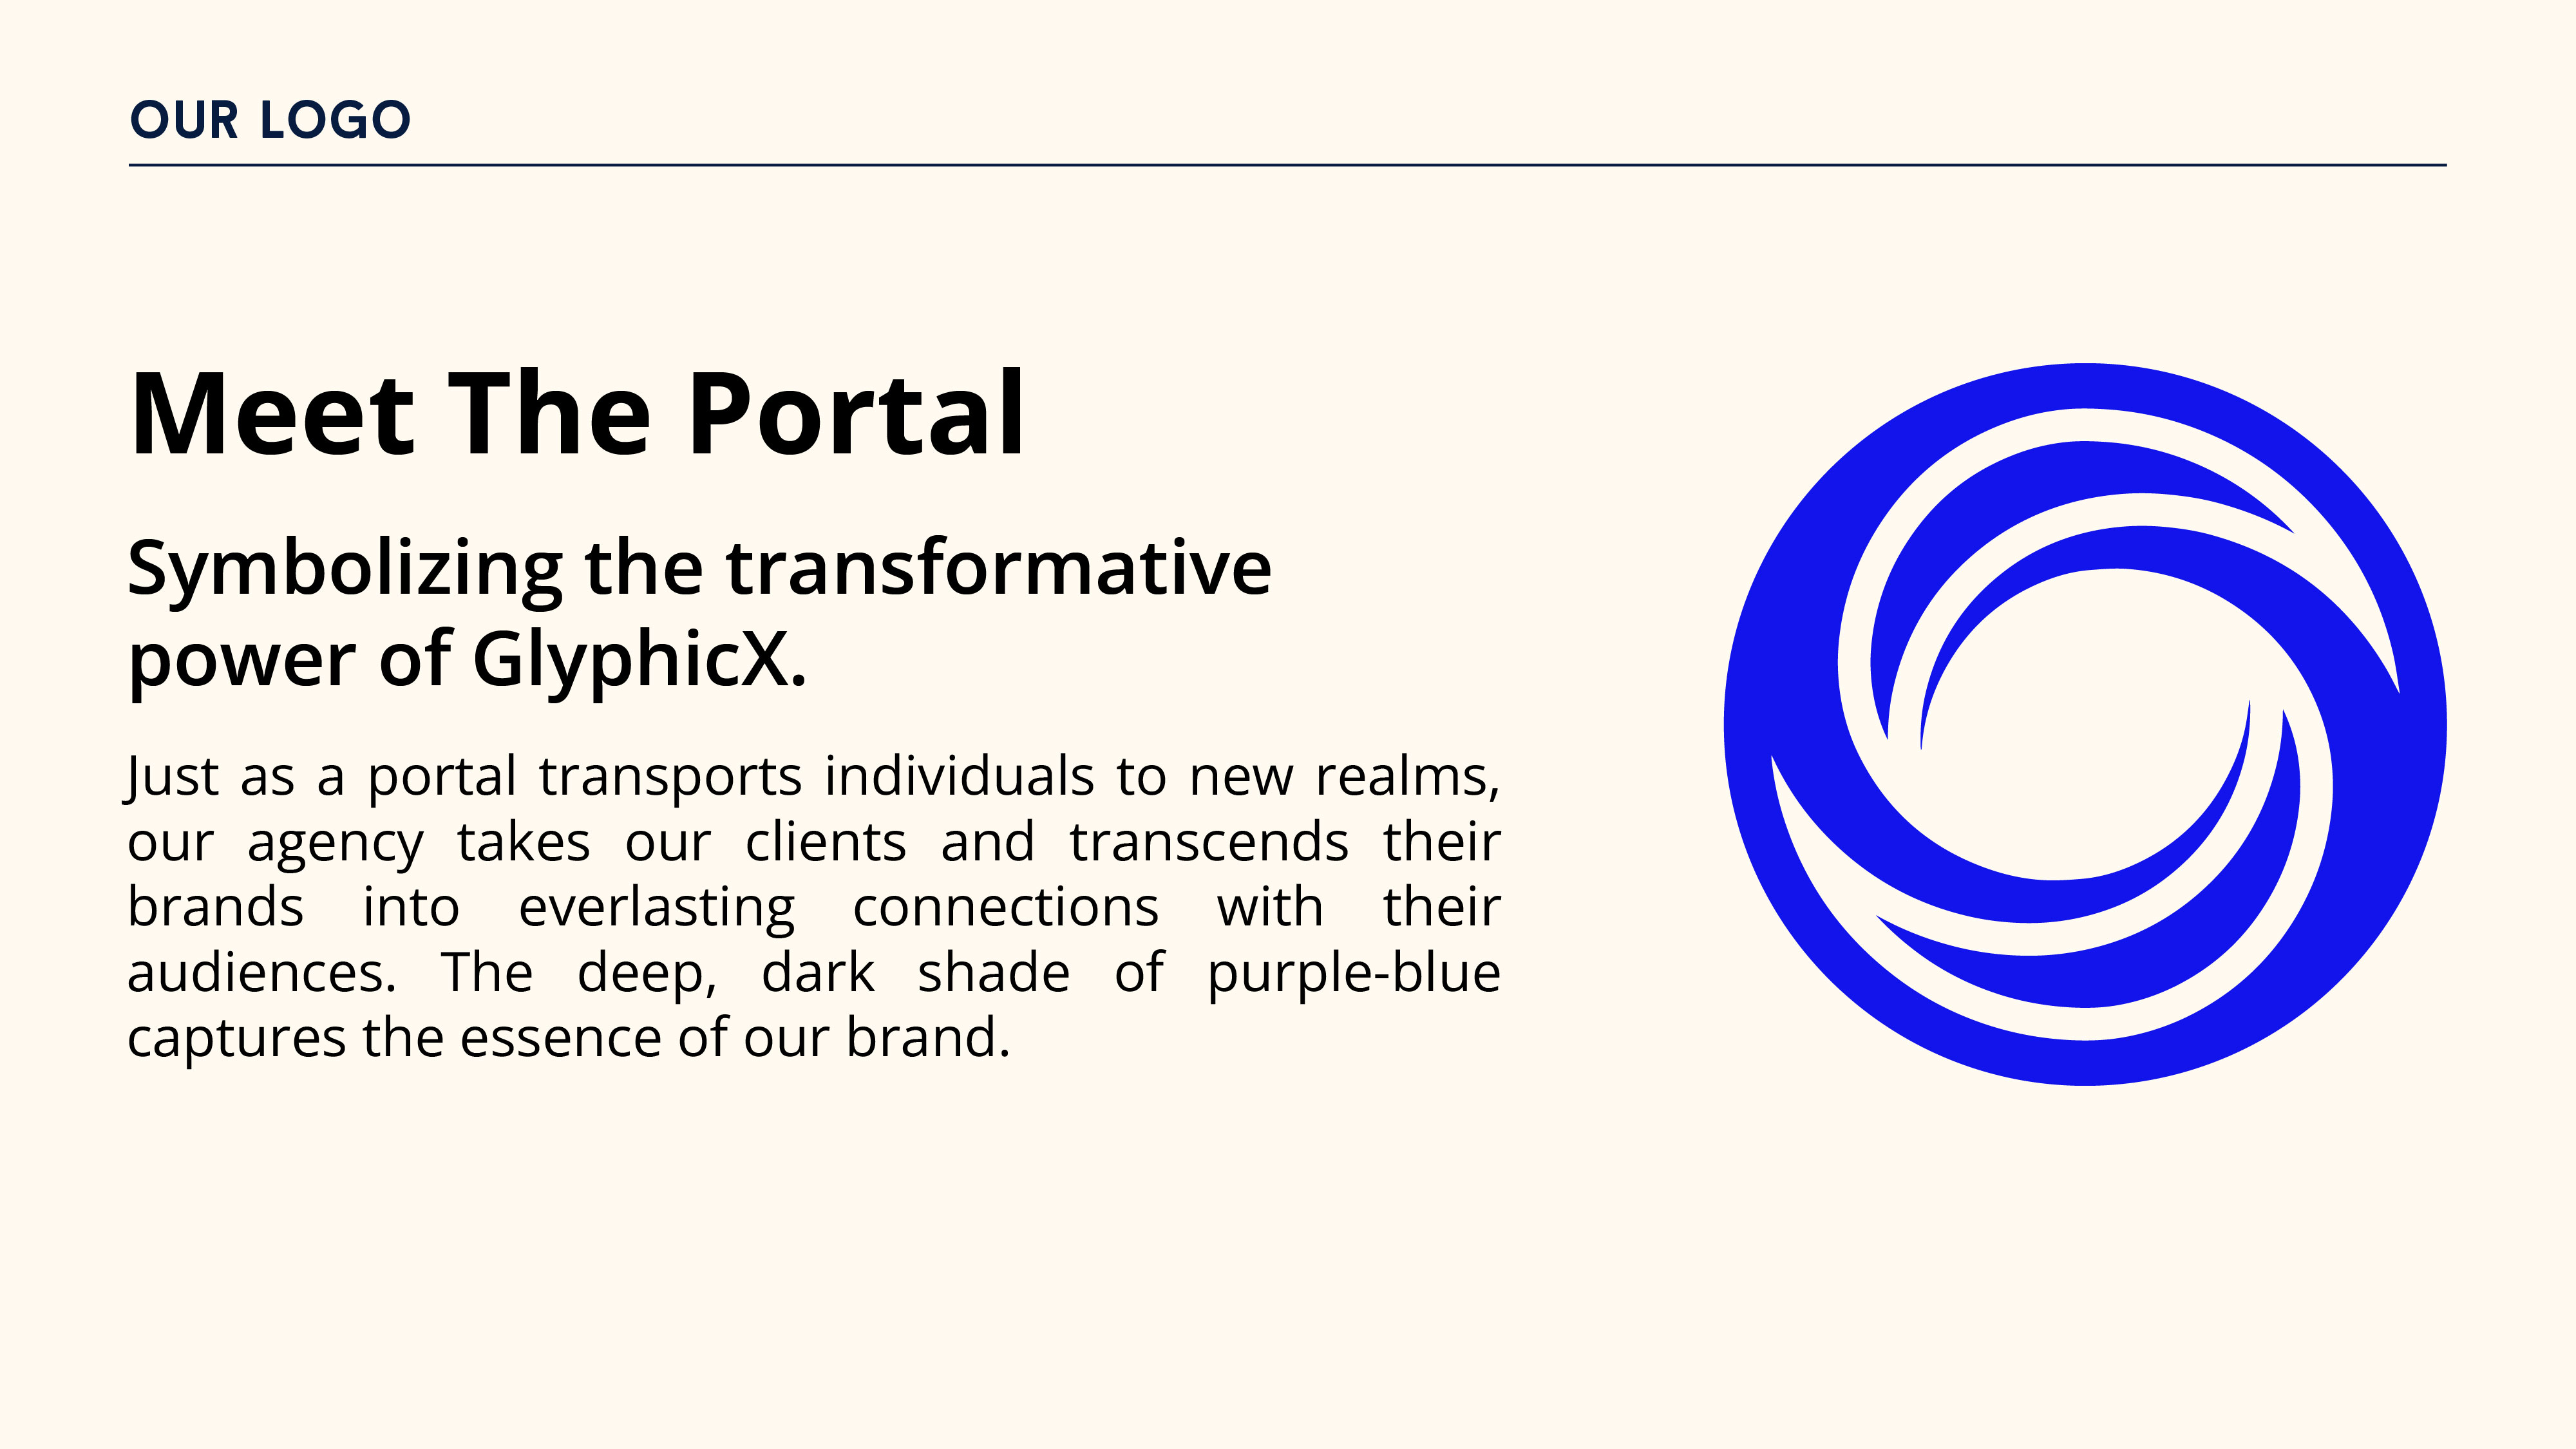 OUR LOGO
Meet The Portal
Symbolizing the transformative
power of GlyphicX.
Just as a portal transports individuals to new realms,
our agency takes our clients and transcends their
brands into everlasting connections with their
audiences. The deep, dark shade of purple-blue
captures the essence of our brand.